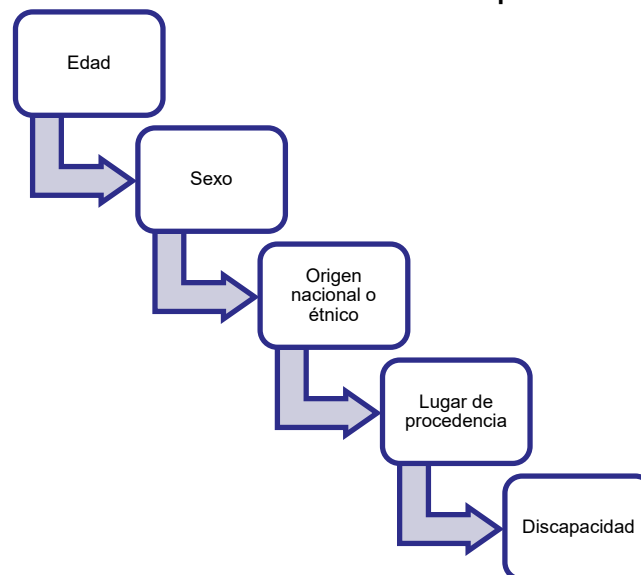 Edad
Sexo
Origen
nacional o
étnico
Lugar de
procedencia
Discapacidad